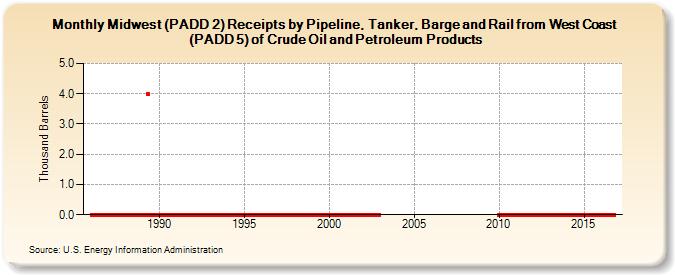 Monthly Midwest (PADD 2) Receipts by Pipeline, Tanker, Barge and Rail from West Coast
(PADD 5) of Crude Oil and Petroleum Products
Thousand Barrels
5.0
4.0
3.0
2.0
1.0
0.0
1990 1995 2000 2005 2010 2015
Source: U.S. Energy Information Administration